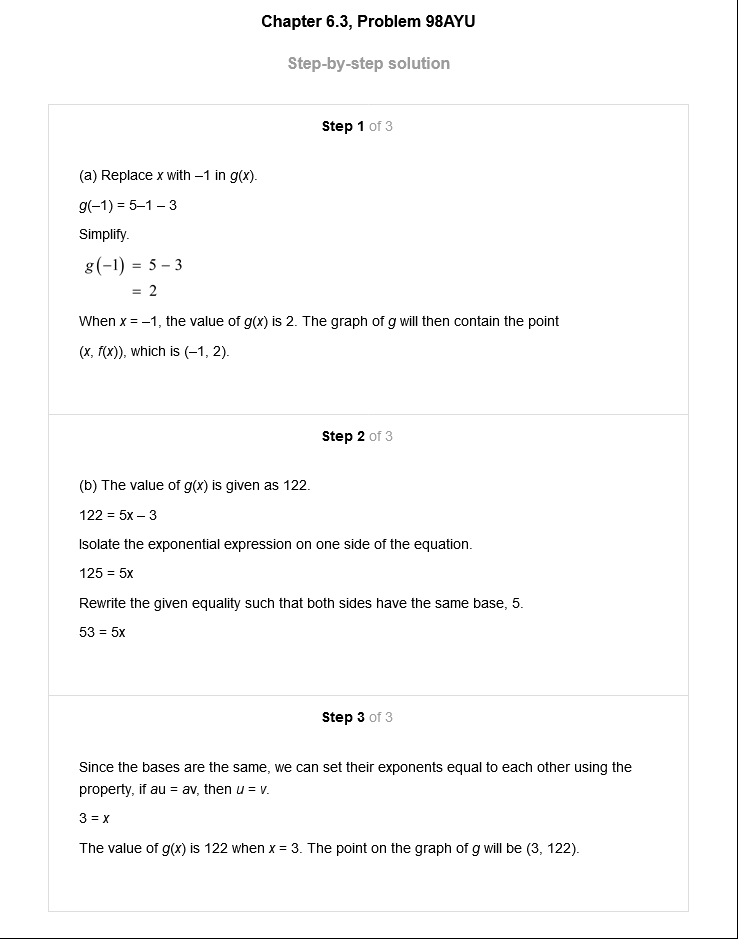 Chapter 6.3, Problem 98AYU
Step-by-step solution
Step 1 of 3
(a) Replace x with –1 in g(x).
g(–1) = 5–1 – 3
Simplify.
g(−1) = 5 − 3
= 2
When x = –1, the value of g(x) is 2. The graph of g will then contain the point
(x, f(x)), which is (–1, 2).
Step 2 of 3
(b) The value of g(x) is given as 122.
122 = 5x – 3
Isolate the exponential expression on one side of the equation.
125 = 5x
Rewrite the given equality such that both sides have the same base, 5.
53 = 5x
Step 3 of 3
Since the bases are the same, we can set their exponents equal to each other using the
property, if au = av, then u = v.
3 = x
The value of g(x) is 122 when x = 3. The point on the graph of g will be (3, 122).